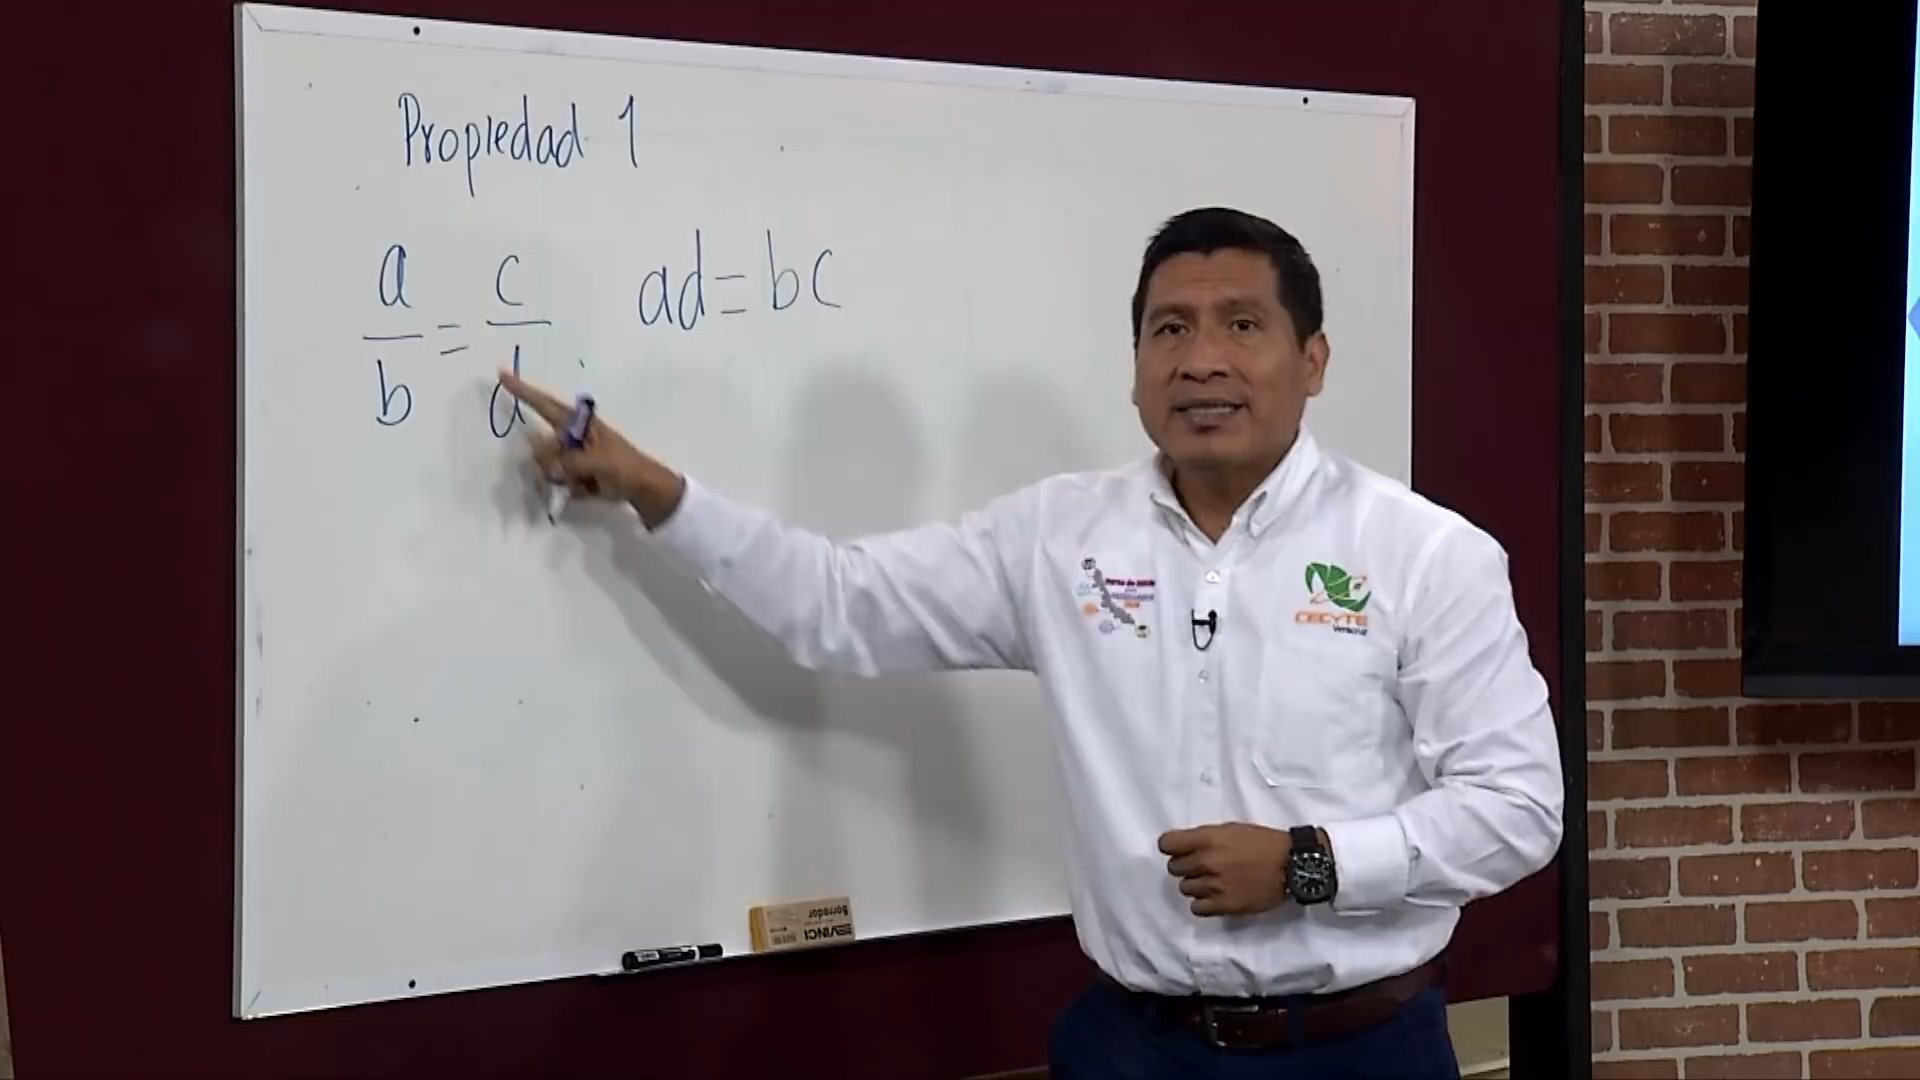 Propiedad 1
a/b = c/d
ad=bc
CECYTE
Veracruz
Borrador
VINCI